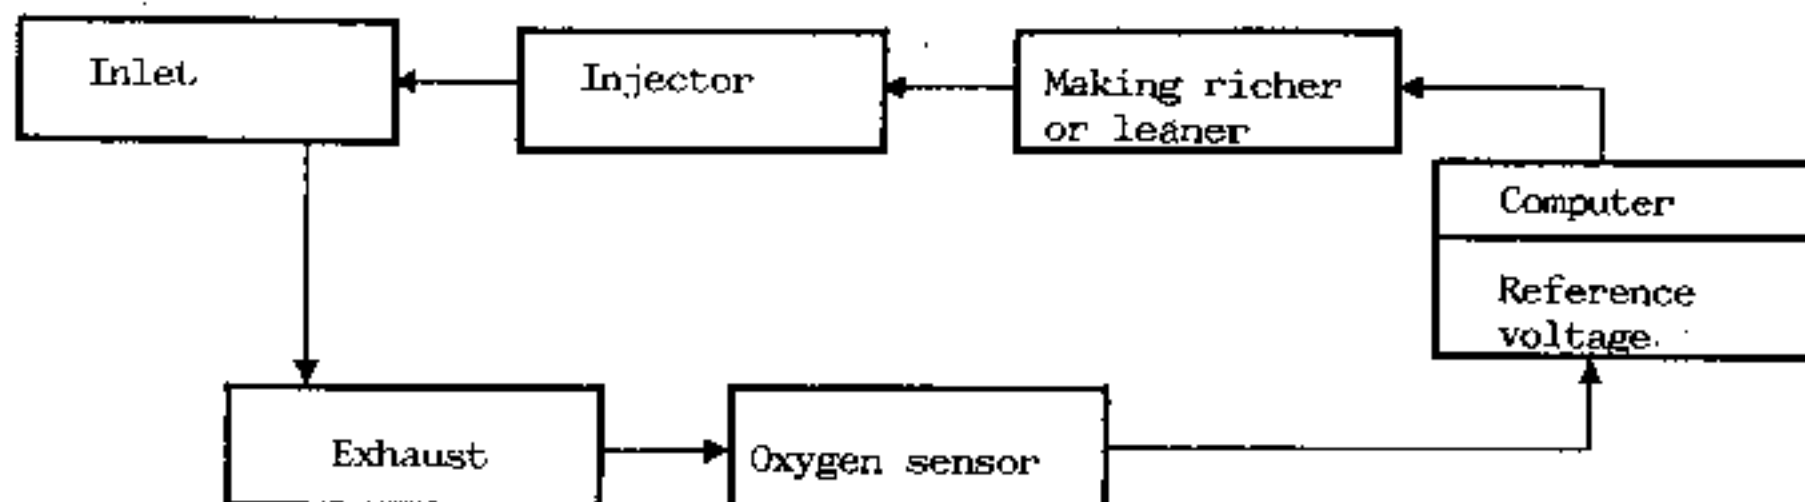 Inlet
Injector
Making richer
or leaner
Computer
Reference
voltage.
Exhaust
Oxygen sensor